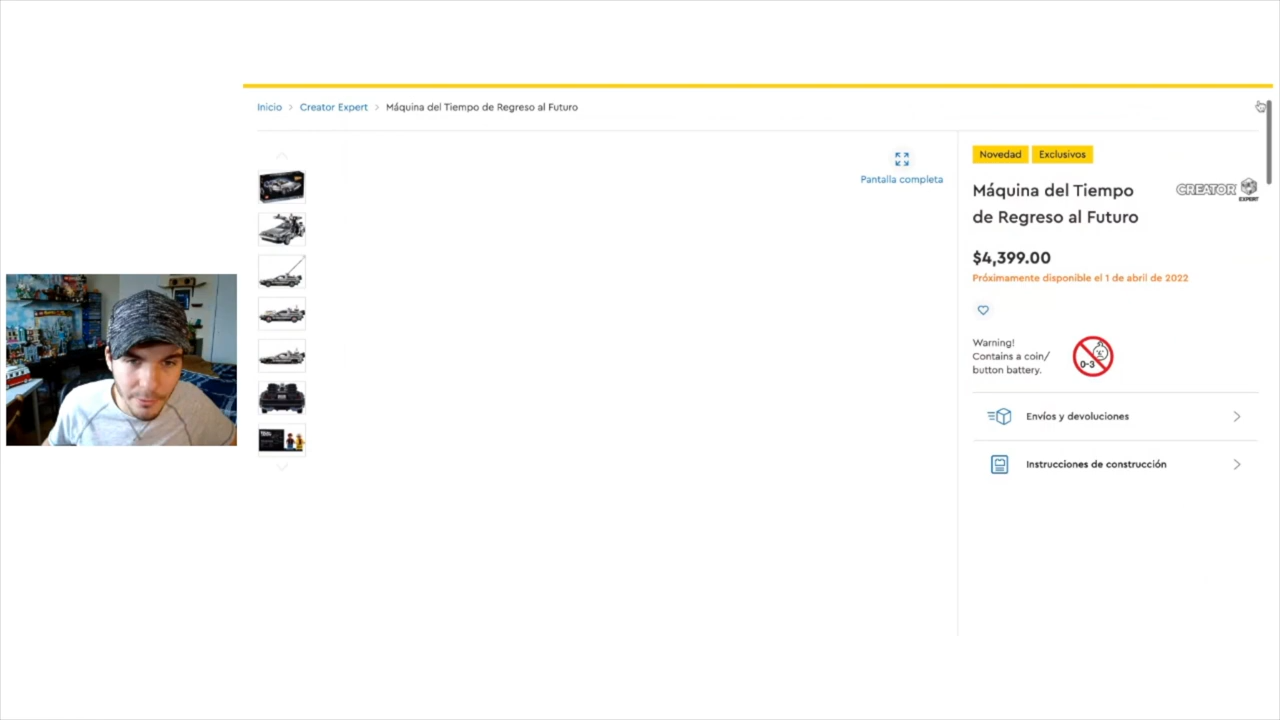 Inicio > Creator Expert > Máquina del Tiempo de Regreso al Futuro
Pantalla completa
Novedad
Exclusivos
Máquina del Tiempo
de Regreso al Futuro
CREATOR
EXPERT
$4,399.00
Próximamente disponible el 1 de abril de 2022
Warning!
Contains a coin/
button battery.
0-3
Envíos y devoluciones
Instrucciones de construcción